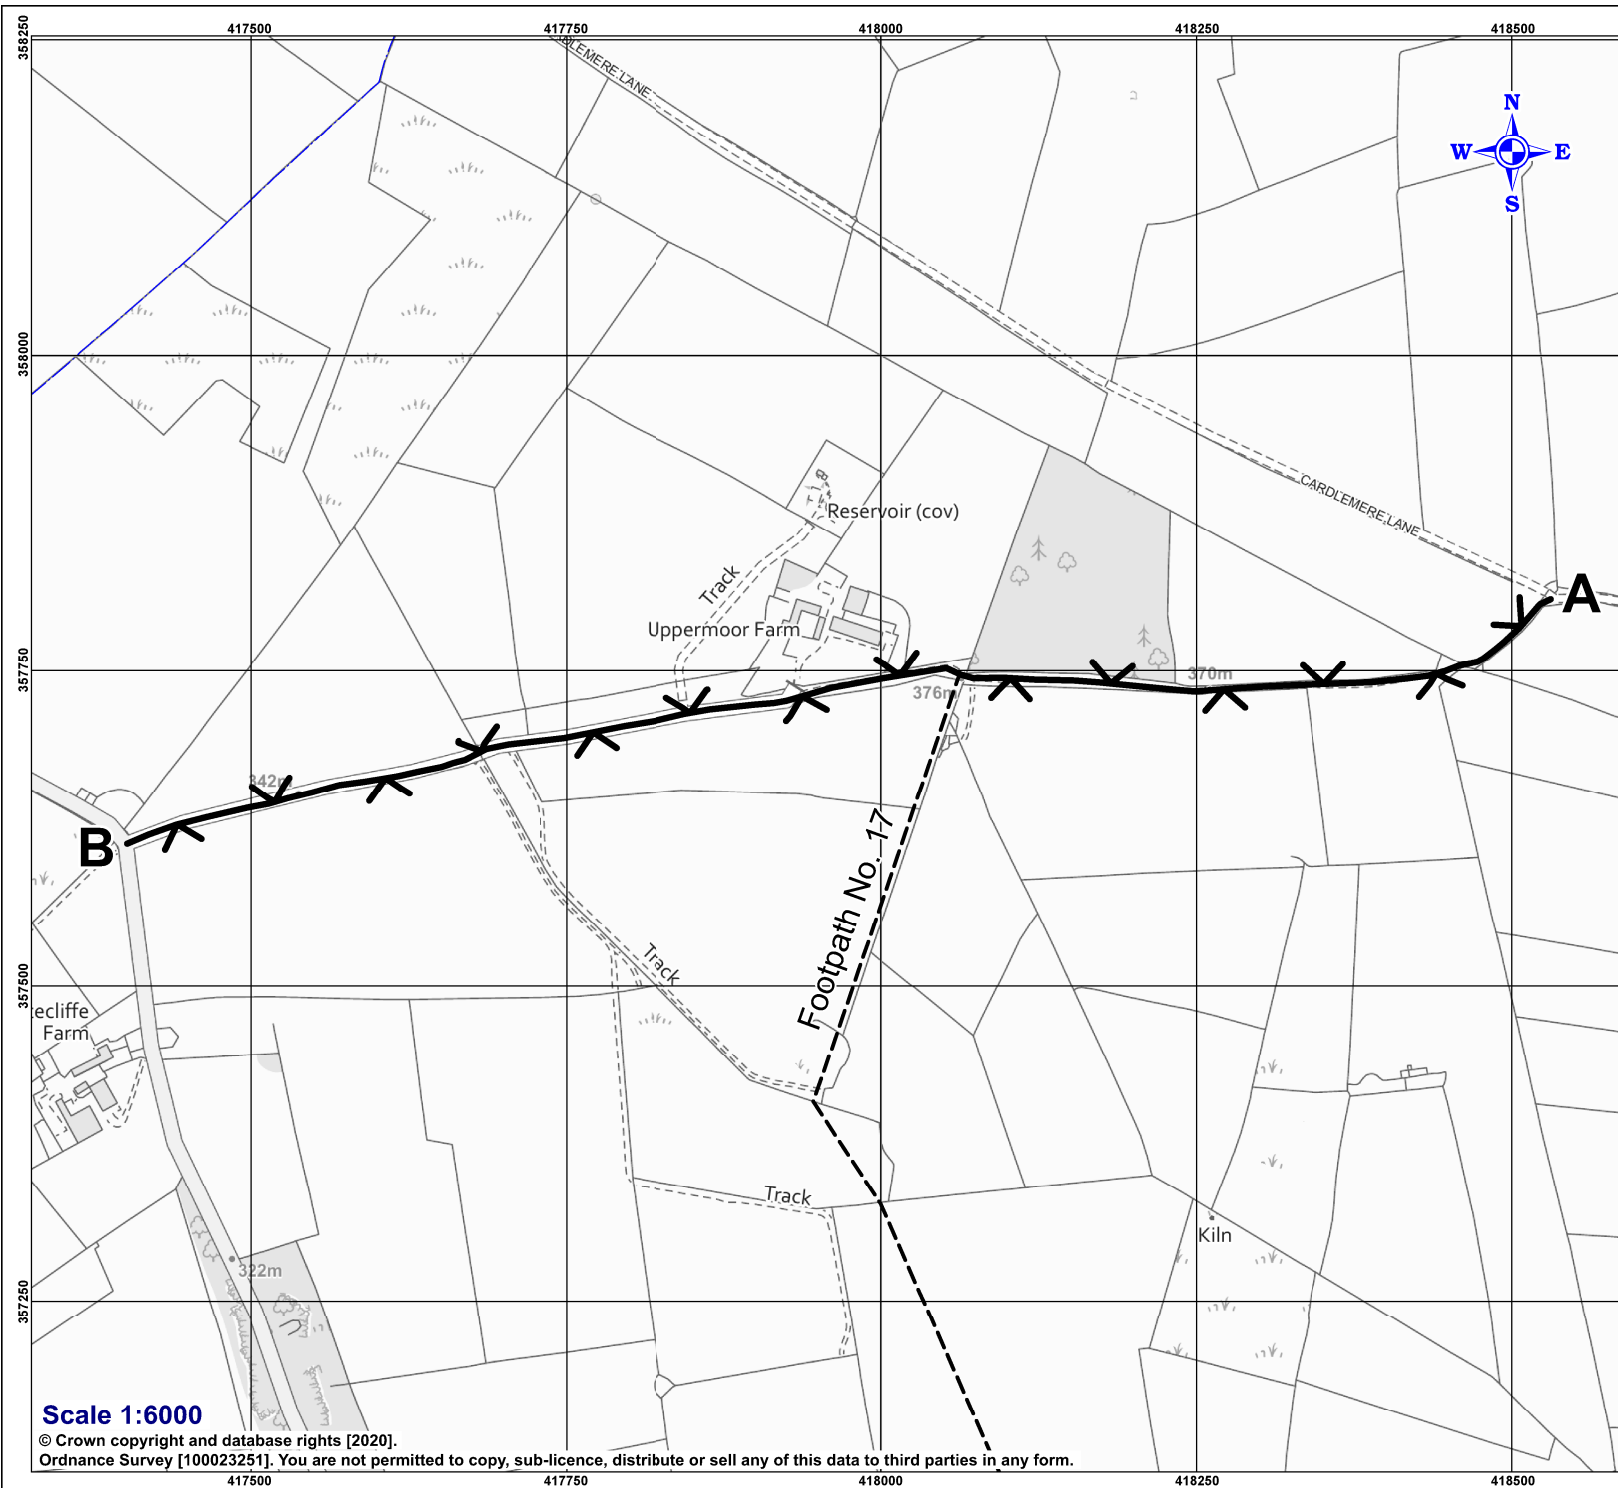 417500 417750 418000 418250 418500
358250
DLEMERE LANE
N
W E
S
358000
Reservoir (cov)
CARDLEMERE LANE
Track
A
Uppermoor Farm
357750
370m
376m
342m
B
Footpath No. 17
Track
357500
ecliffe
Farm
Track
Kiln
322m
357250
Scale 1:6000
© Crown copyright and database rights [2020].
Ordnance Survey [100023251]. You are not permitted to copy, sub-licence, distribute or sell any of this data to third parties in any form.
417500 417750 418000 418250 418500